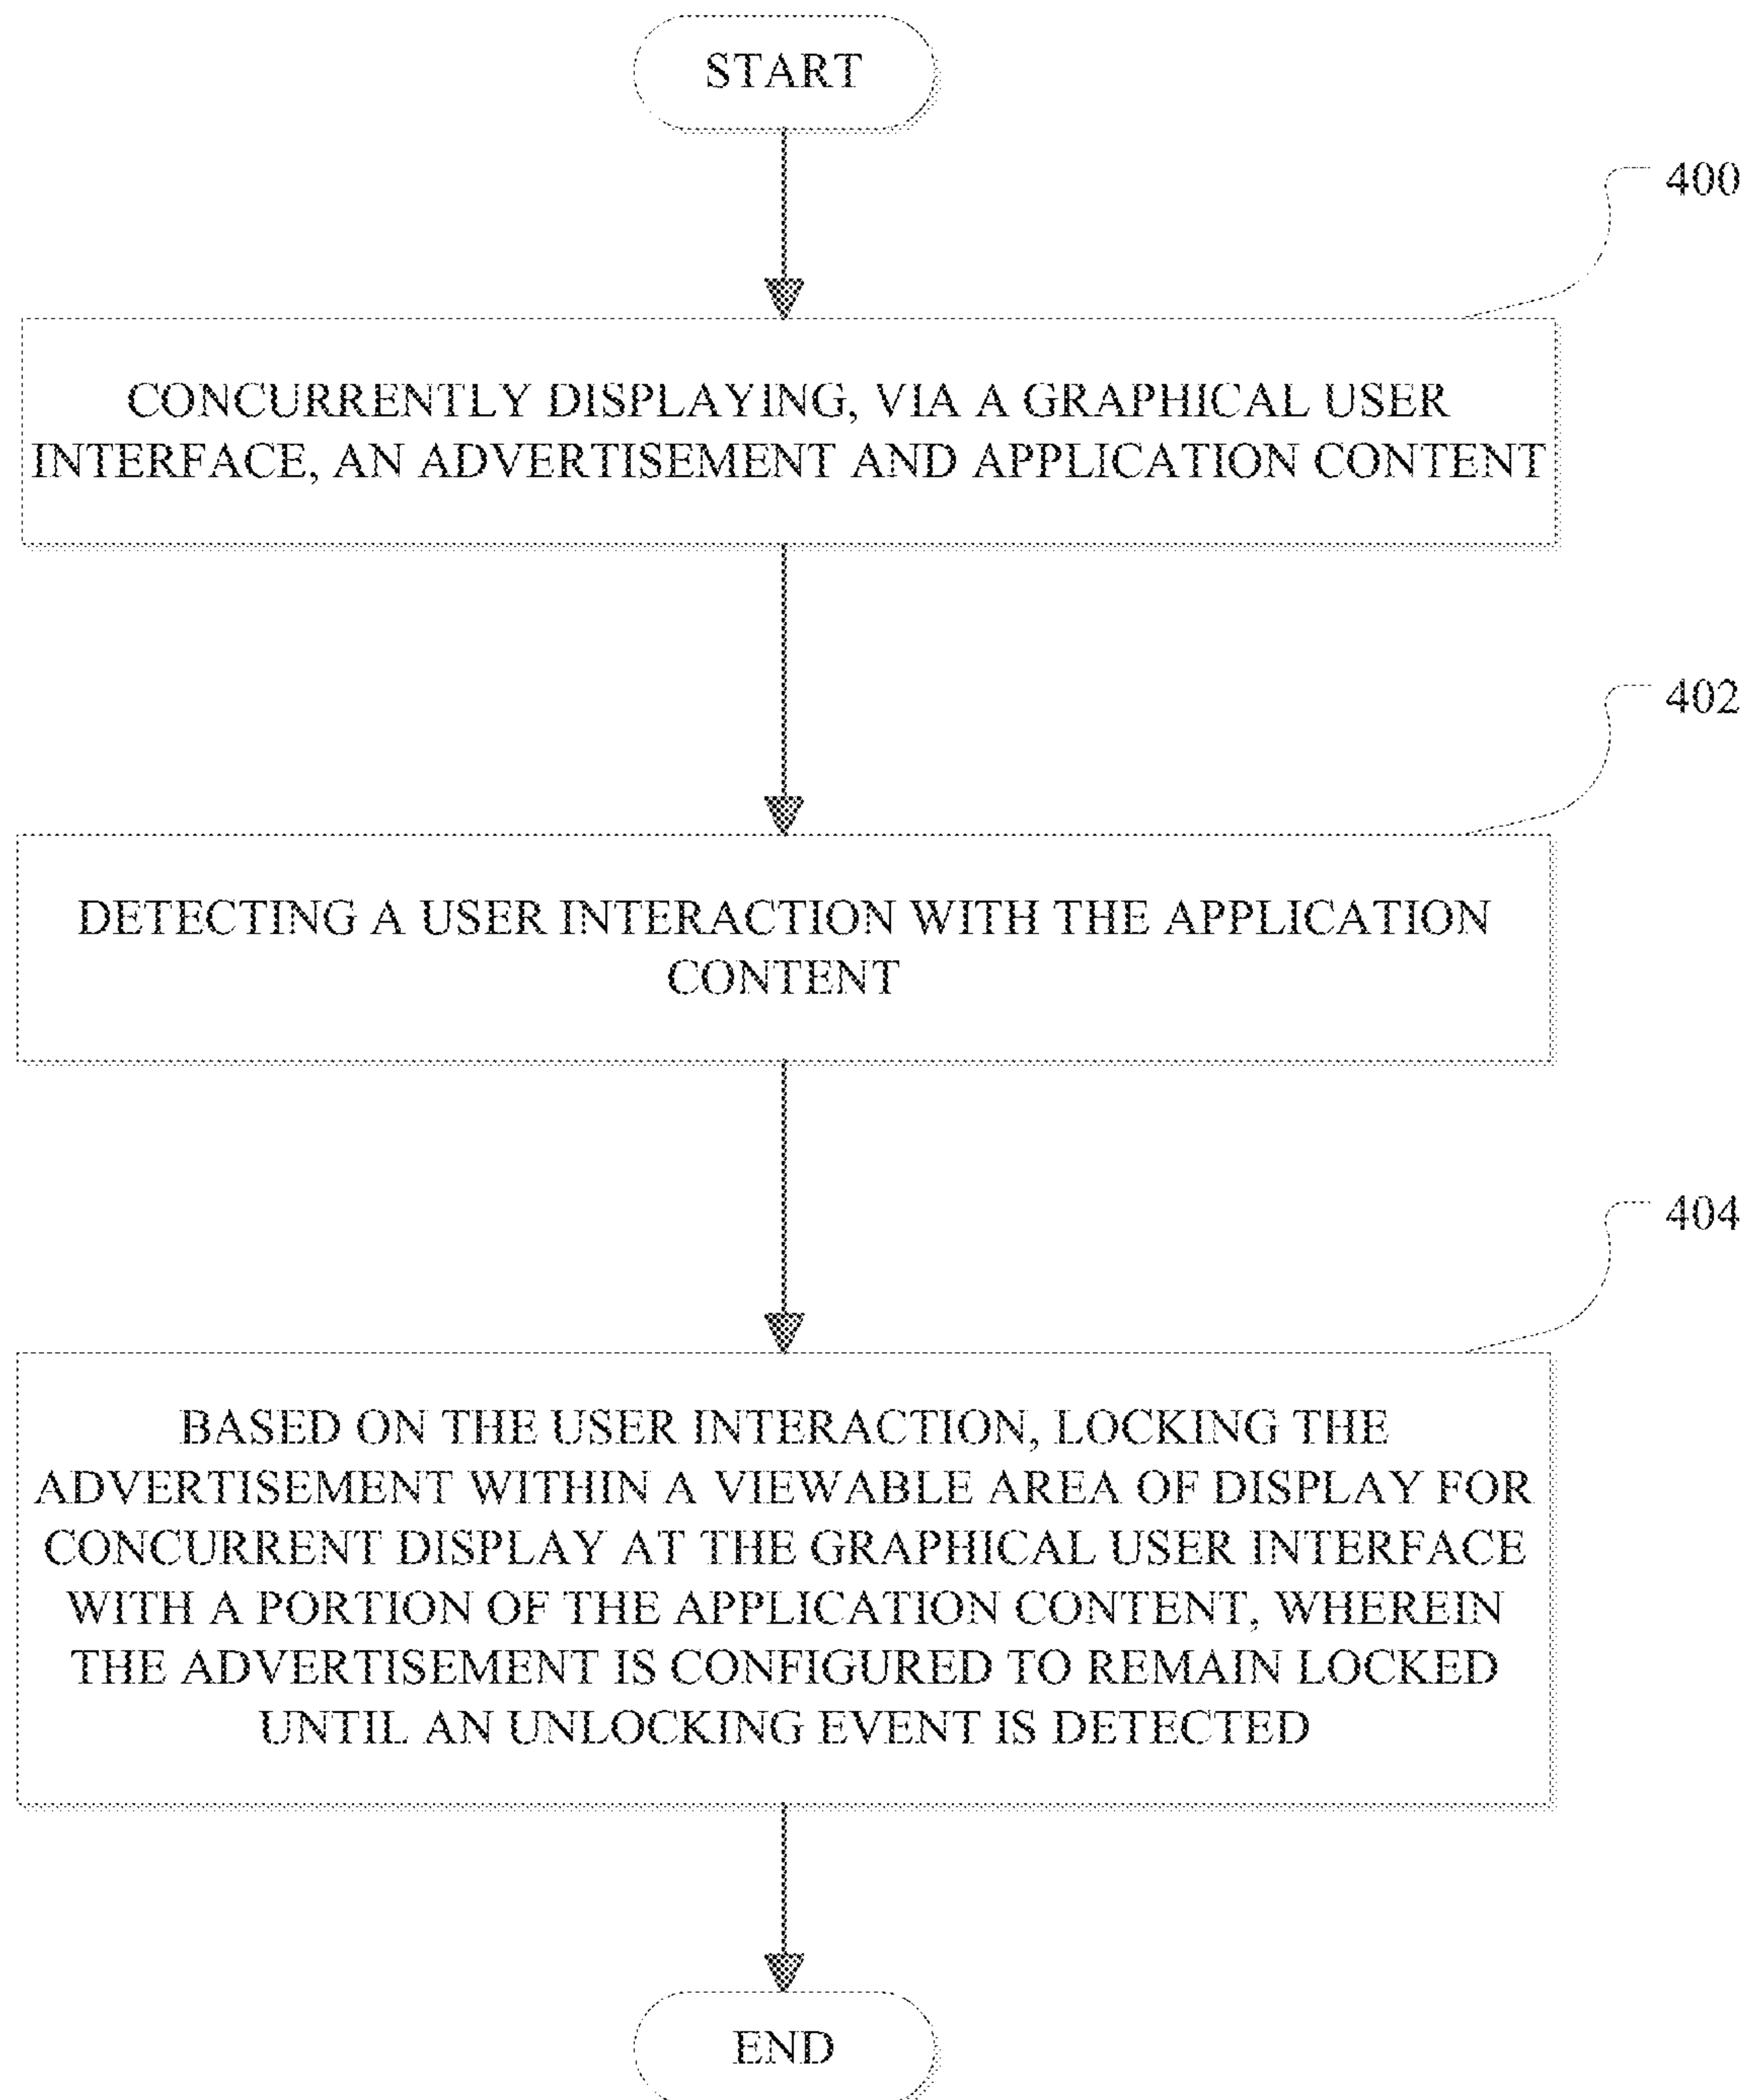 START
400
CONCURRENTLY DISPLAYING, VIA A GRAPHICAL USER
INTERFACE, AN ADVERTISEMENT AND APPLICATION CONTENT
402
DETECTING A USER INTERACTION WITH THE APPLICATION
CONTENT
404
BASED ON THE USER INTERACTION, LOCKING THE
ADVERTISEMENT WITHIN A VIEWABLE AREA OF DISPLAY FOR
CONCURRENT DISPLAY AT THE GRAPHICAL USER INTERFACE
WITH A PORTION OF THE APPLICATION CONTENT, WHEREIN
THE ADVERTISEMENT IS CONFIGURED TO REMAIN LOCKED
UNTIL AN UNLOCKING EVENT IS DETECTED
END